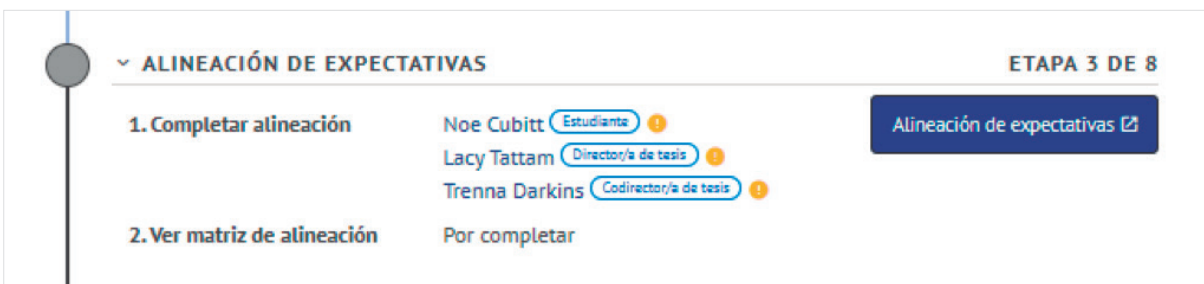 ALINEACIÓN DE EXPECTATIVAS ETAPA 3 DE 8
1. Completar alineación Noe Cubitt Estudiante Alineación de expectativas
Lacy Tattam Director/a de tesis
Trenna Darkins Codirector/a de tesis
2. Ver matriz de alineación Por completar